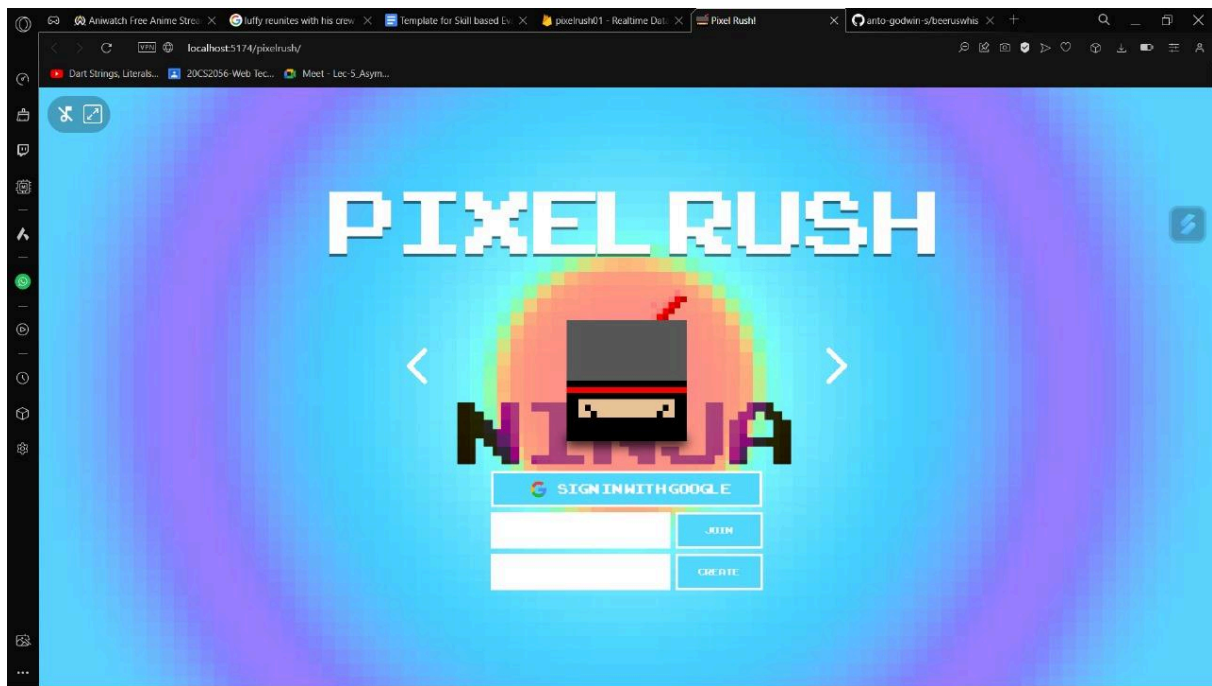 Aniwatch Free Anime Strea
luffy reunites with his crew
Template for Skill based Ev
pixelrush01 - Realtime Dat
Pixel Rush!
anto-godwin-s/beeruswhis
VPN
localhost:5174/pixelrush/
Dart Strings, Literals...
20CS2056-Web Tec...
Meet - Lec-5_Asym...
PIXEL RUSH
NINJA
SIGN IN WITH GOOGLE
JOIN
CREATE